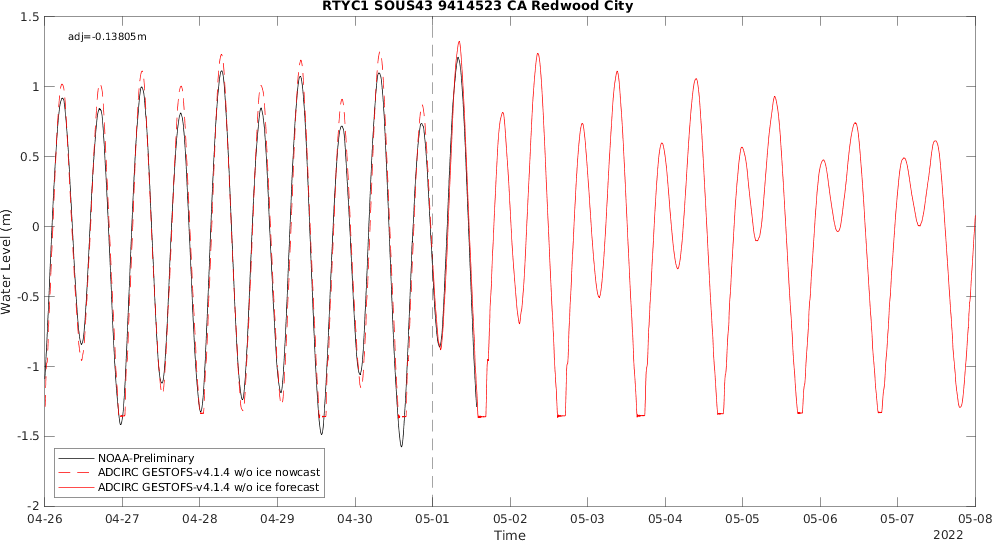 RTYC1 SOUS43 9414523 CA Redwood City
adj=-0.13805m
1.5
1
0.5
0
-0.5
-1
-1.5
-2
Water Level (m)
NOAA-Preliminary
ADCIRC GESTOFS-v4.1.4 w/o ice nowcast
ADCIRC GESTOFS-v4.1.4 w/o ice forecast
04-26 04-27 04-28 04-29 04-30 05-01 05-02 05-03 05-04 05-05 05-06 05-07 05-08
Time
2022